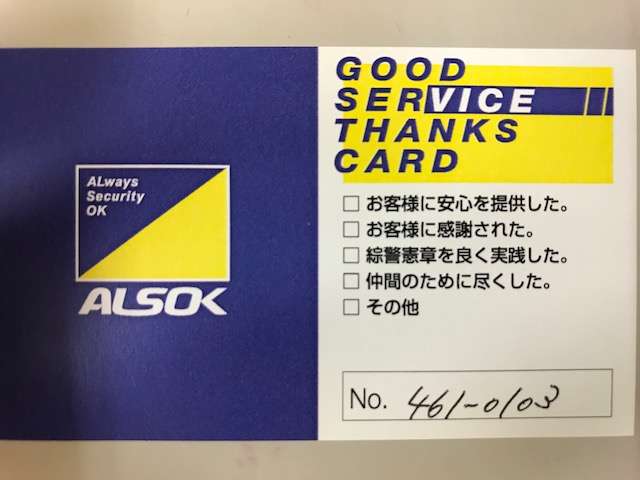 ALways
Security
OK
ALSOK
GOOD
SERVICE
THANKS
CARD
□ お客様に安心を提供した。
□ お客様に感謝された。
□ 綜警憲章を良く実践した。
□ 仲間のために尽くした。
□ その他
No. 461-0103